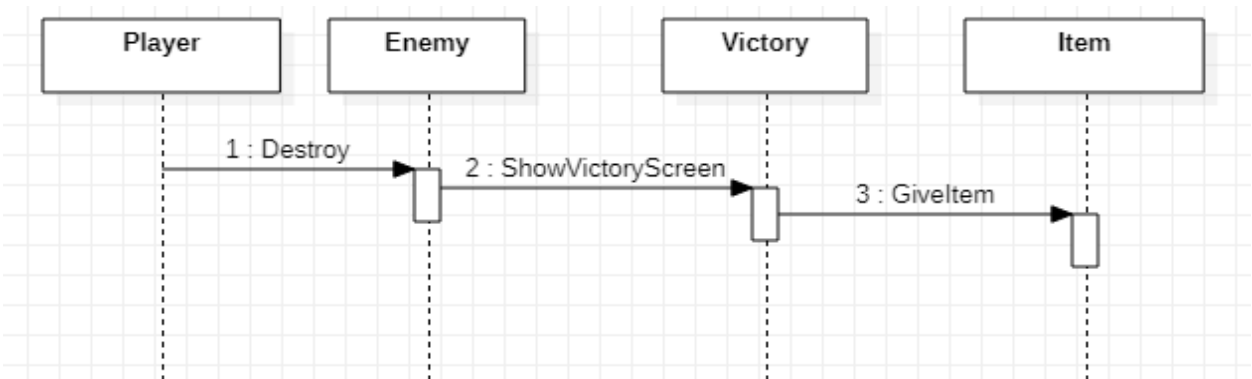 Player
Enemy
Victory
Item
1 : Destroy
2 : ShowVictoryScreen
3 : GiveItem